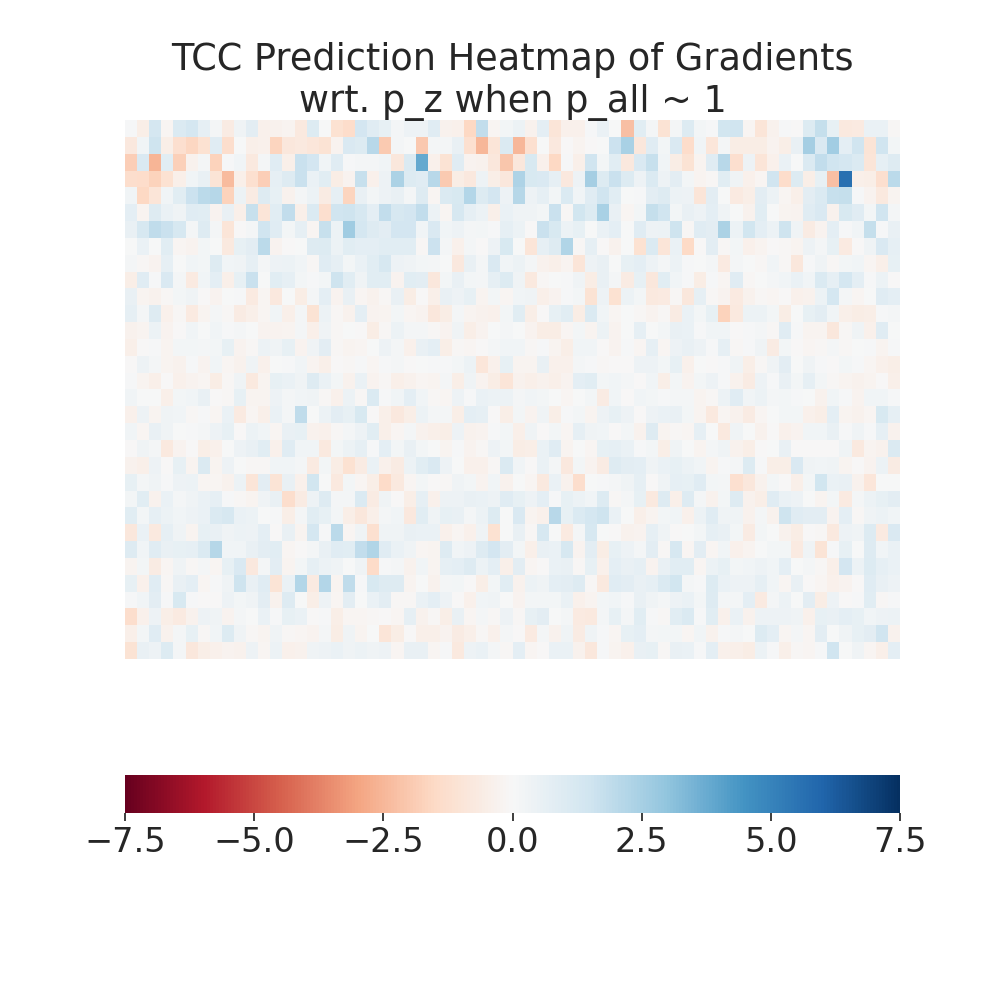 TCC Prediction Heatmap of Gradients
wrt. p_z when p_all ~ 1
−7.5 −5.0 −2.5 0.0 2.5 5.0 7.5